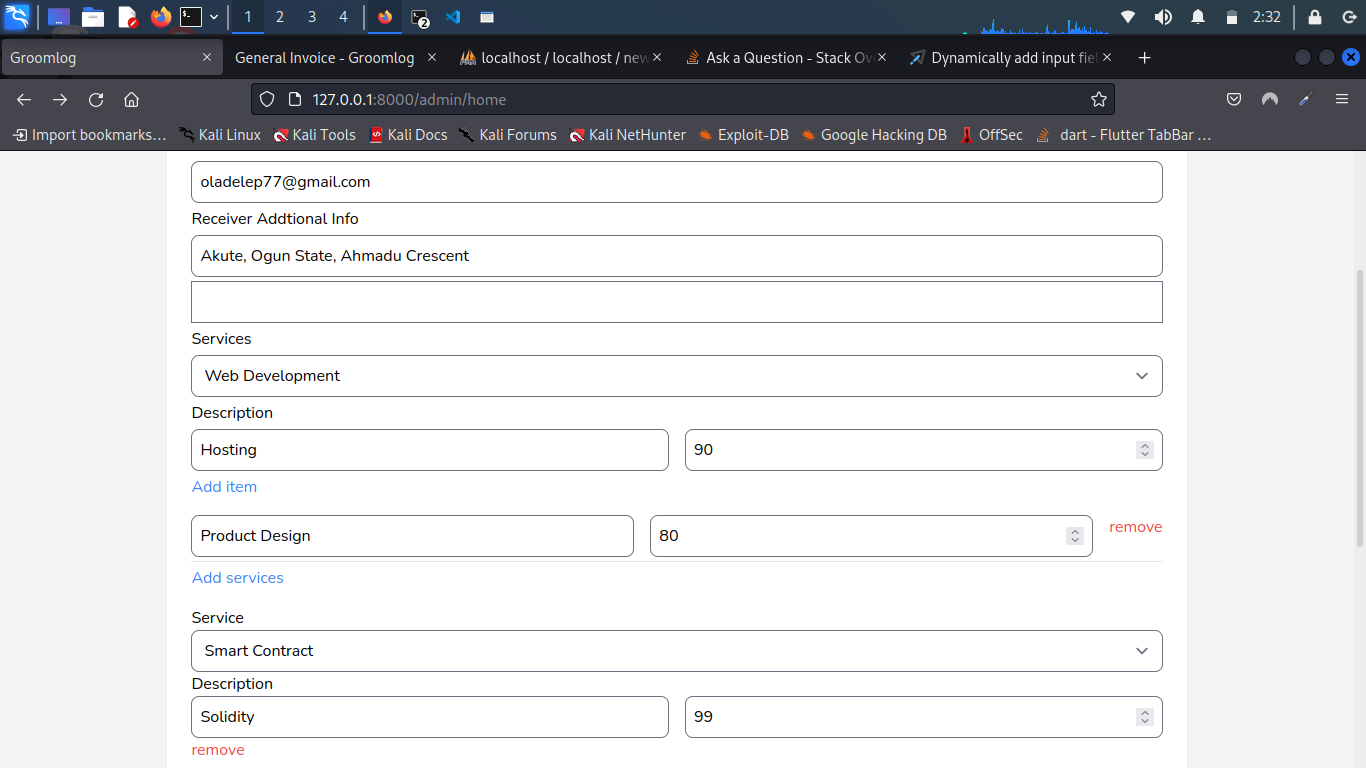 1 2 3 4 2 2:32
Groomlog General Invoice - Groomlog localhost / localhost / new Ask a Question - Stack Ov Dynamically add input fiel
127.0.0.1:8000/admin/home
Import bookmarks... Kali Linux Kali Tools Kali Docs Kali Forums Kali NetHunter Exploit-DB Google Hacking DB OffSec dart - Flutter TabBar ...
oladelep77@gmail.com
Receiver Addtional Info
Akute, Ogun State, Ahmadu Crescent
Services
Web Development
Description
Hosting 90
Add item
Product Design 80 remove
Add services
Service
Smart Contract
Description
Solidity 99
remove